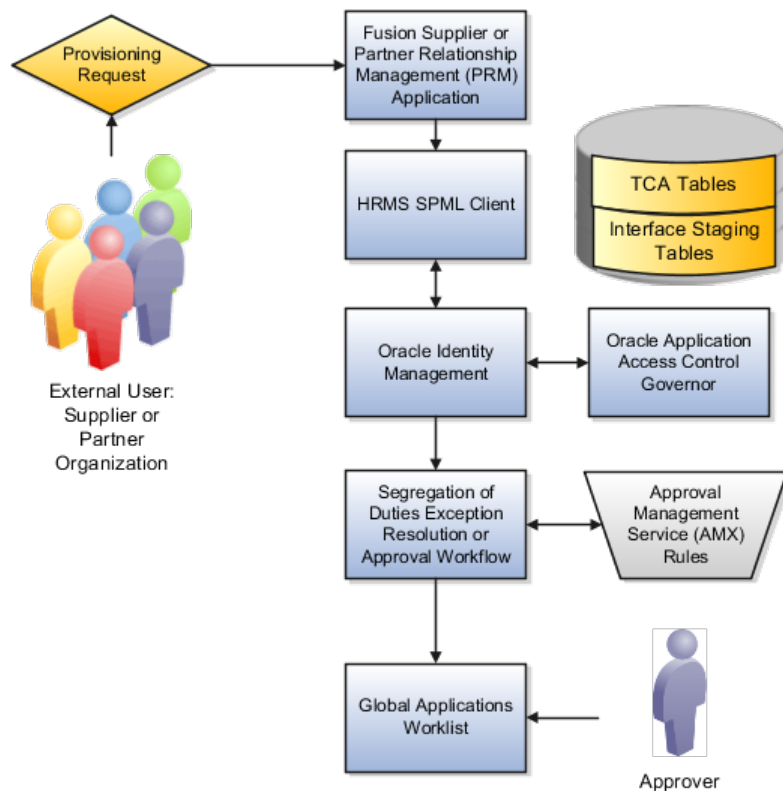 Provisioning
Request
Fusion Supplier or
Partner Relationship
Management (PRM)
Application
HRMS SPML Client
TCA Tables
Interface Staging
Tables
External User:
Supplier or
Partner
Organization
Oracle Identity
Management
Oracle Application
Access Control
Governor
Segregation of
Duties Exception
Resolution or
Approval Workflow
Approval
Management
Service (AMX)
Rules
Global Applications
Worklist
Approver